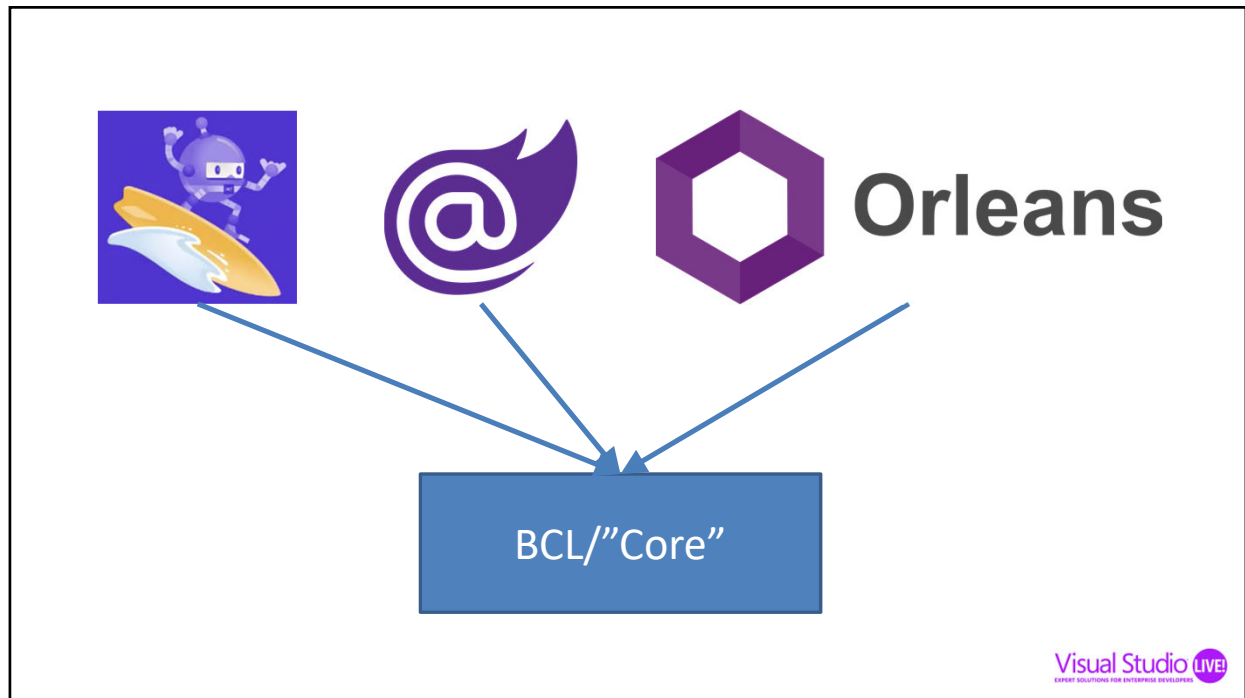 Orleans
BCL/”Core”
Visual Studio LIVE!
EXPERT SOLUTIONS FOR ENTERPRISE DEVELOPERS